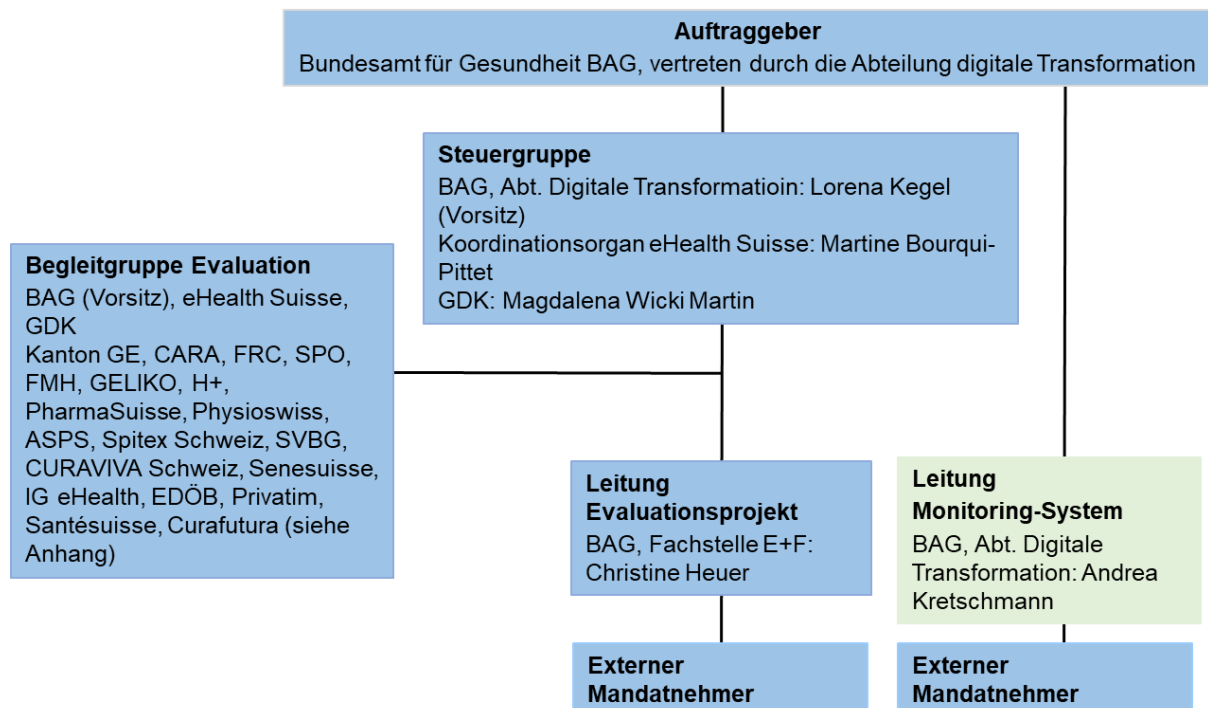 Auftraggeber
Bundesamt für Gesundheit BAG, vertreten durch die Abteilung digitale Transformation
Steuergruppe
BAG, Abt. Digitale Transformatioin: Lorena Kegel
(Vorsitz)
Koordinationsorgan eHealth Suisse: Martine Bourqui-
Pittet
GDK: Magdalena Wicki Martin
Begleitgruppe Evaluation
BAG (Vorsitz), eHealth Suisse,
GDK
Kanton GE, CARA, FRC, SPO,
FMH, GELIKO, H+,
PharmaSuisse, Physioswiss,
ASPS, Spitex Schweiz, SVBG,
CURAVIVA Schweiz, Senesuisse,
IG eHealth, EDÖB, Privatim,
Santésuisse, Curafutura (siehe
Anhang)
Leitung
Evaluationsprojekt
BAG, Fachstelle E+F:
Christine Heuer
Leitung
Monitoring-System
BAG, Abt. Digitale
Transformation: Andrea
Kretschmann
Externer
Mandatnehmer
Externer
Mandatnehmer